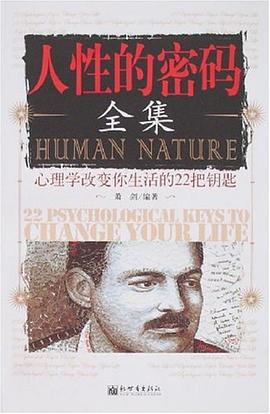 人性的密码
全集
HUMAN NATURE
心理学改变你生活的22把钥匙
萧 剑/编著
22 PSYCHOLOGICAL KEYS TO
CHANGE YOUR LIFE
新世界出版社